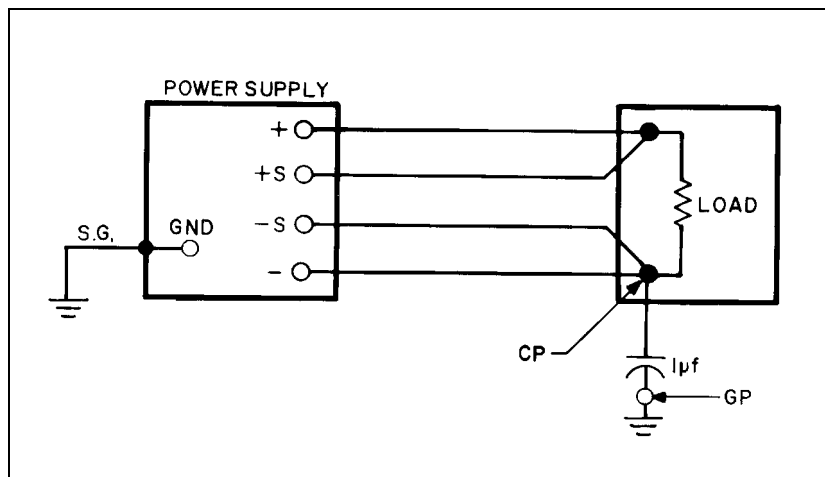 POWER SUPPLY
+
+S
-S
-
S.G.
GND
LOAD
CP
1µf
GP